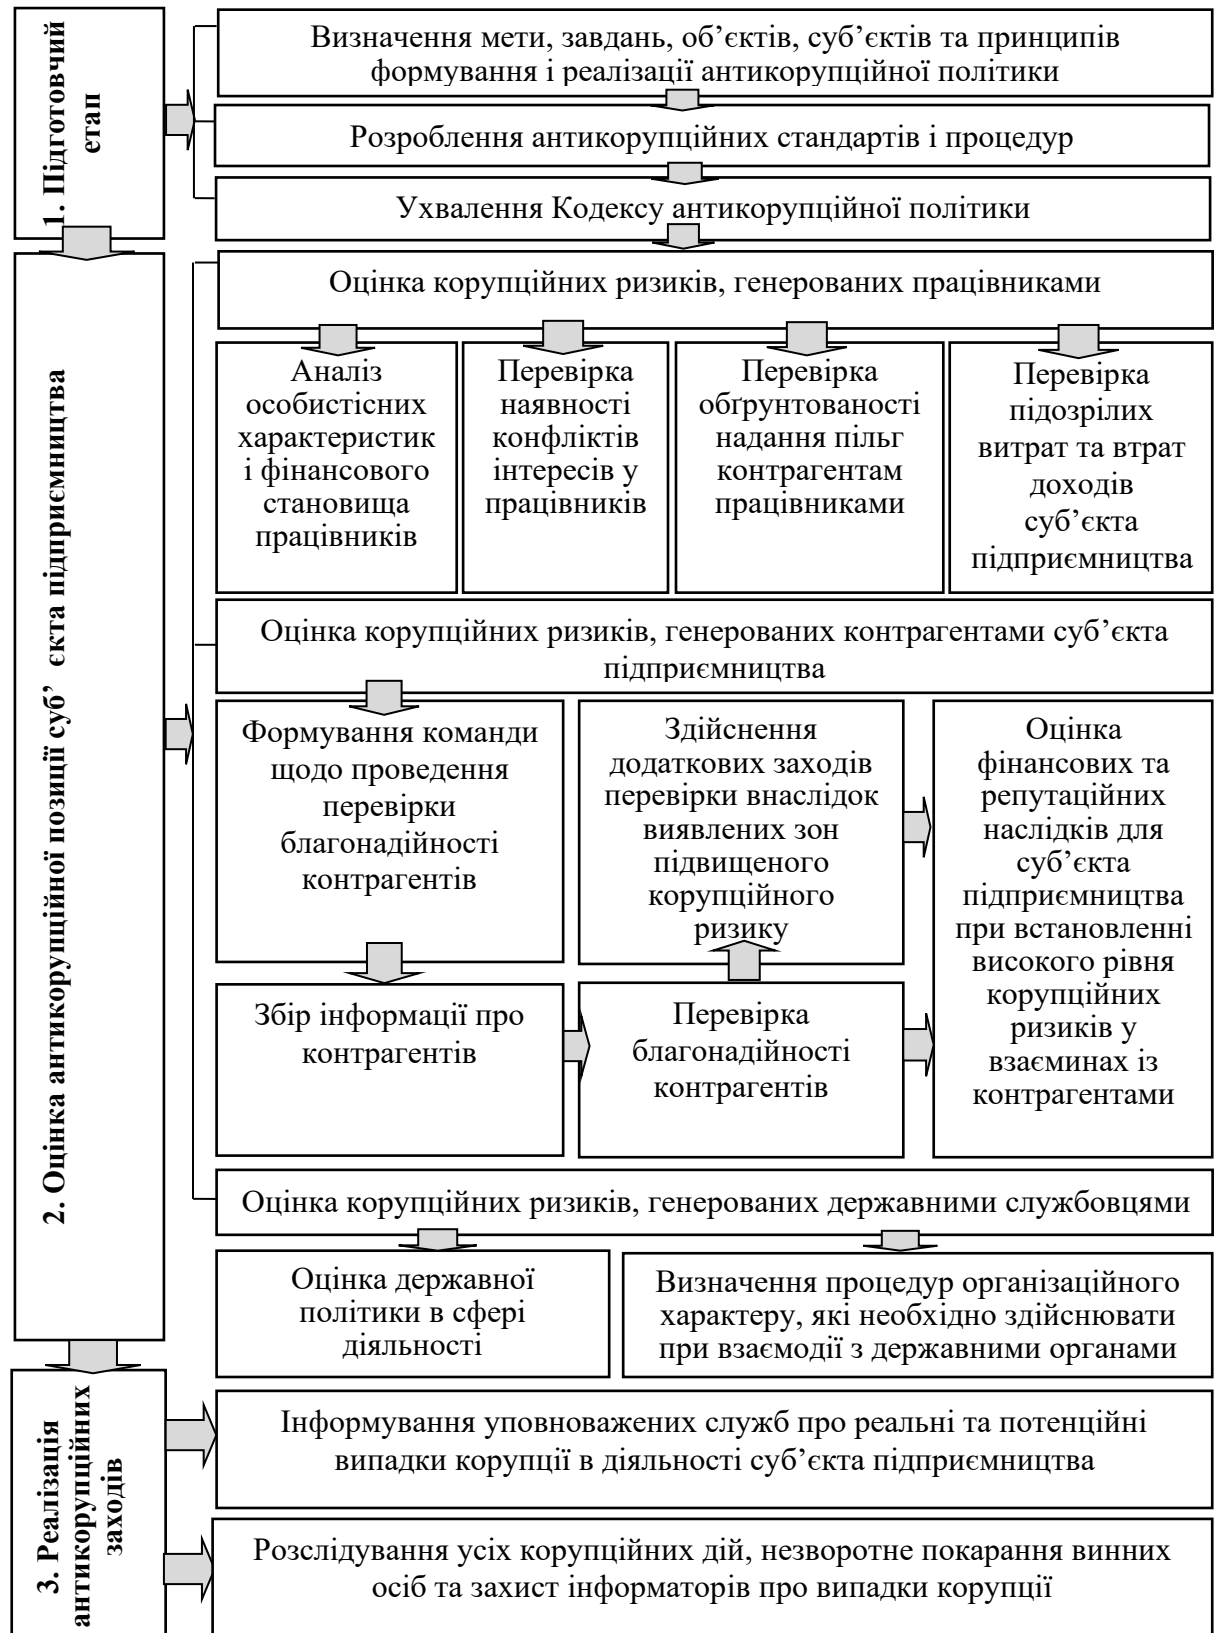 1. Підготовчий
етап
Визначення мети, завдань, об’єктів, суб’єктів та принципів
формування і реалізації антикорупційної політики
Розроблення антикорупційних стандартів і процедур
Ухвалення Кодексу антикорупційної політики
2. Оцінка антикорупційної позиції суб’ єкта підприємництва
Оцінка корупційних ризиків, генерованих працівниками
Аналіз
особистісних
характеристик
і фінансового
становища
працівників
Перевірка
наявності
конфліктів
інтересів у
працівників
Перевірка
обґрунтованості
надання пільг
контрагентам
працівниками
Перевірка
підозрілих
витрат та втрат
доходів
суб’єкта
підприємництва
Оцінка корупційних ризиків, генерованих контрагентами суб’єкта
підприємництва
Формування команди
щодо проведення
перевірки
благонадійності
контрагентів
Збір інформації про
контрагентів
Здійснення
додаткових заходів
перевірки внаслідок
виявлених зон
підвищеного
корупційного
ризику
Перевірка
благонадійності
контрагентів
Оцінка
фінансових та
репутаційних
наслідків для
суб’єкта
підприємництва
при встановленні
високого рівня
корупційних
ризиків у
взаєминах із
контрагентами
Оцінка корупційних ризиків, генерованих державними службовцями
Оцінка державної
політики в сфері
діяльності
Визначення процедур організаційного
характеру, які необхідно здійснювати
при взаємодії з державними органами
3. Реалізація
антикорупційних
заходів
Інформування уповноважених служб про реальні та потенційні
випадки корупції в діяльності суб’єкта підприємництва
Розслідування усіх корупційних дій, незворотне покарання винних
осіб та захист інформаторів про випадки корупції